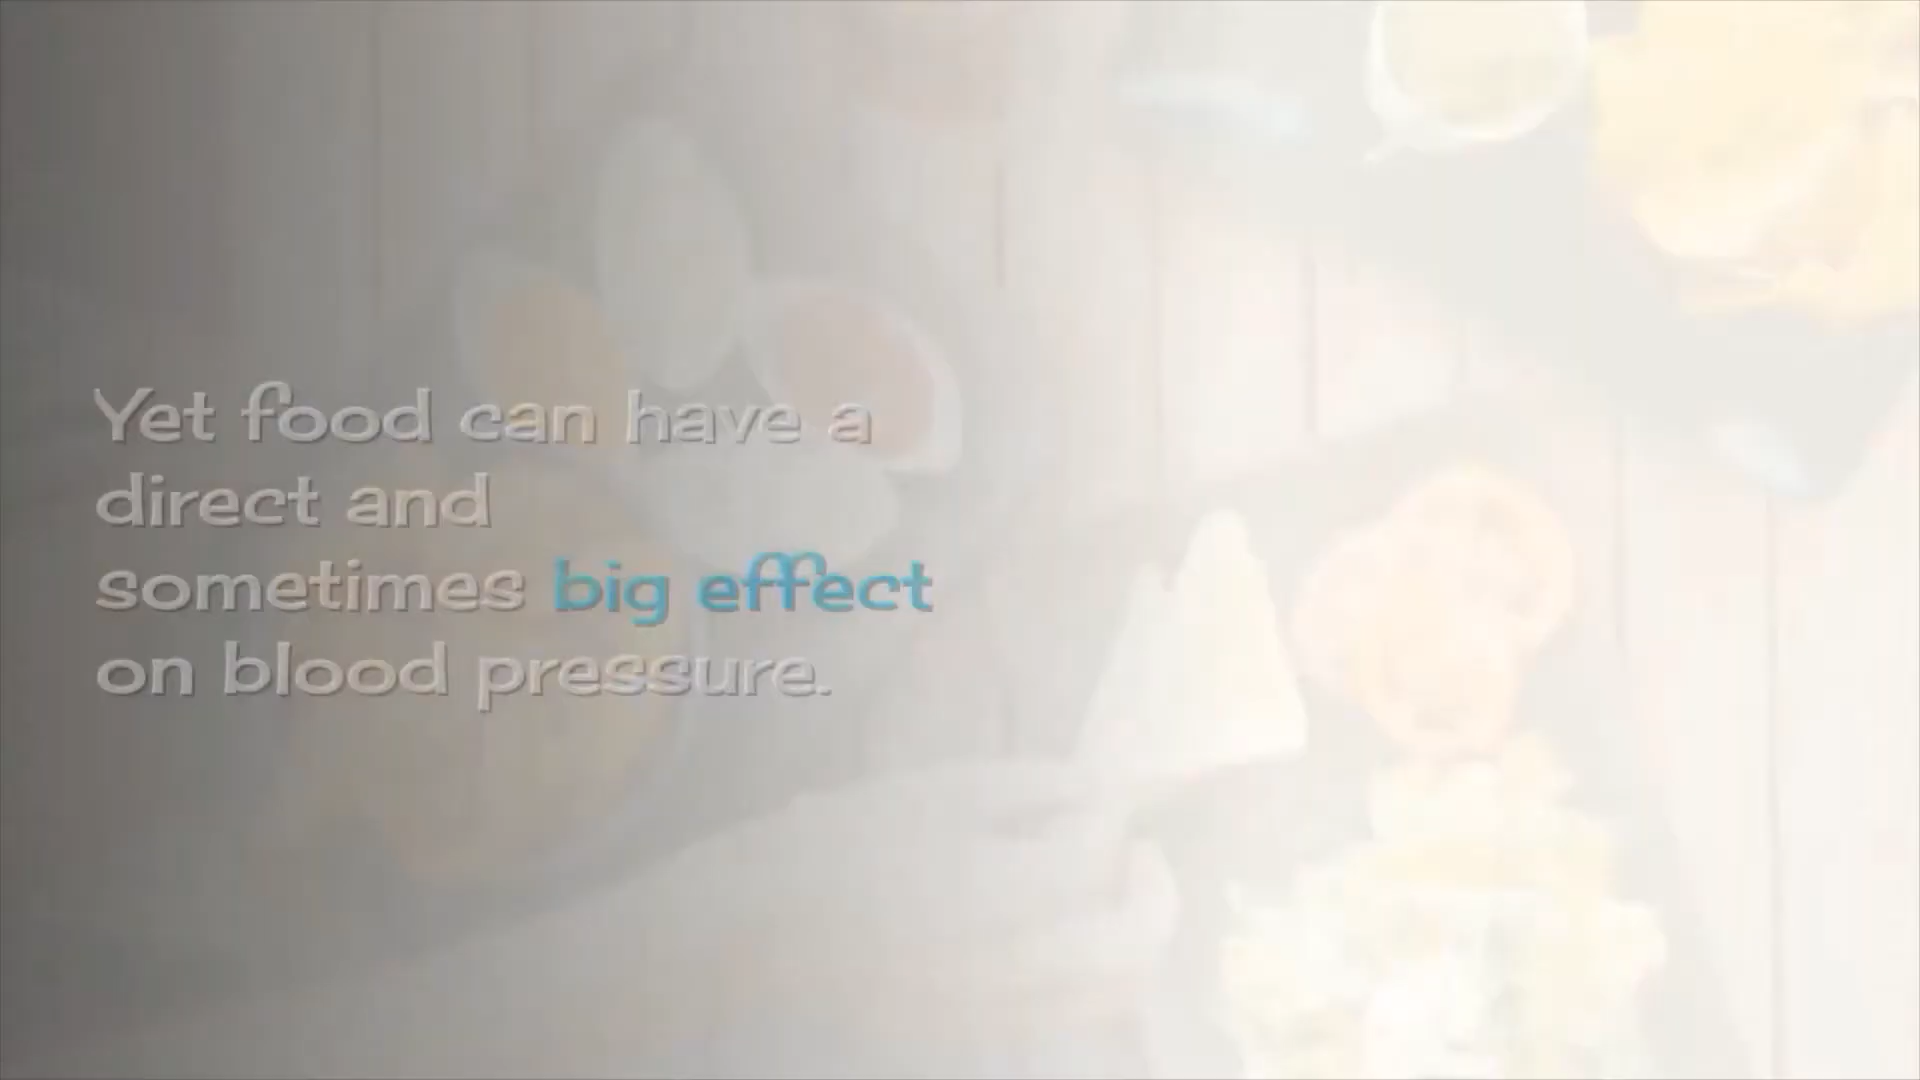 Yet food can have a
direct and
sometimes big effect
on blood pressure.